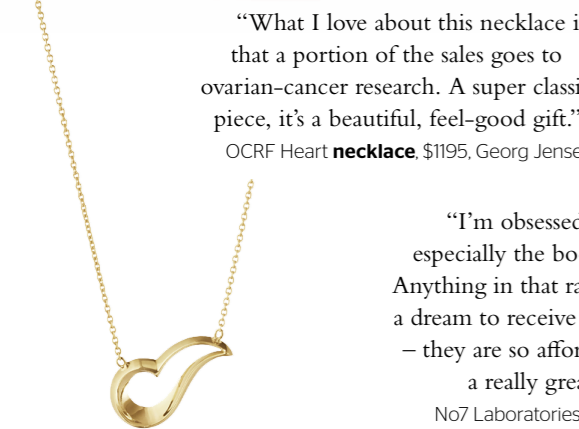 “What I love about this necklace i
that a portion of the sales goes to
ovarian-cancer research. A super classi
piece, it’s a beautiful, feel-good gift.”
OCRF Heart necklace, $1195, Georg Jense
“I’m obsessed
especially the bo
Anything in that ra
a dream to receive
– they are so affor
a really grea
No7 Laboratories